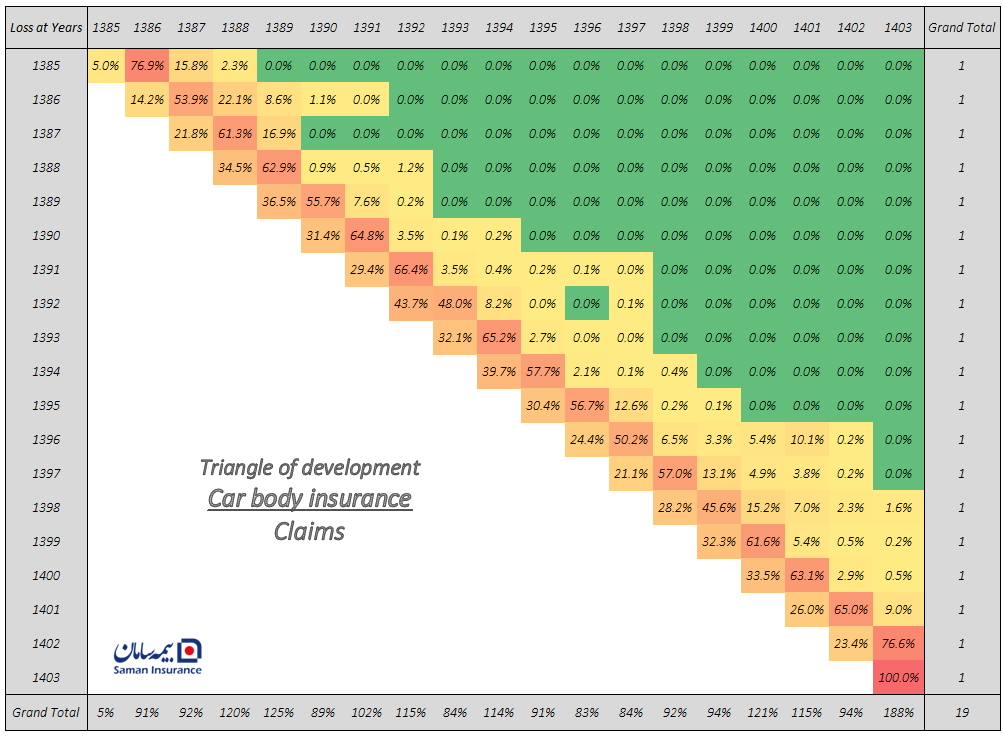 Loss at Years 1385 1386 1387 1388 1389 1390 1391 1392 1393 1394 1395 1396 1397 1398 1399 1400 1401 1402 1403 Grand Total
1385 5.0% 76.9% 15.8% 2.3% 0.0% 0.0% 0.0% 0.0% 0.0% 0.0% 0.0% 0.0% 0.0% 0.0% 0.0% 0.0% 0.0% 0.0% 0.0% 1
1386 14.2% 53.9% 22.1% 8.6% 1.1% 0.0% 0.0% 0.0% 0.0% 0.0% 0.0% 0.0% 0.0% 0.0% 0.0% 0.0% 0.0% 0.0% 1
1387 21.8% 61.3% 16.9% 0.0% 0.0% 0.0% 0.0% 0.0% 0.0% 0.0% 0.0% 0.0% 0.0% 0.0% 0.0% 0.0% 0.0% 1
1388 34.5% 62.9% 0.9% 0.5% 1.2% 0.0% 0.0% 0.0% 0.0% 0.0% 0.0% 0.0% 0.0% 0.0% 0.0% 0.0% 1
1389 36.5% 55.7% 7.6% 0.2% 0.0% 0.0% 0.0% 0.0% 0.0% 0.0% 0.0% 0.0% 0.0% 0.0% 0.0% 1
1390 31.4% 64.8% 3.5% 0.1% 0.2% 0.0% 0.0% 0.0% 0.0% 0.0% 0.0% 0.0% 0.0% 0.0% 1
1391 29.4% 66.4% 3.5% 0.4% 0.2% 0.1% 0.0% 0.0% 0.0% 0.0% 0.0% 0.0% 0.0% 1
1392 43.7% 48.0% 8.2% 0.0% 0.0% 0.1% 0.0% 0.0% 0.0% 0.0% 0.0% 0.0% 1
1393 32.1% 65.2% 2.7% 0.0% 0.0% 0.0% 0.0% 0.0% 0.0% 0.0% 0.0% 1
1394 39.7% 57.7% 2.1% 0.1% 0.4% 0.0% 0.0% 0.0% 0.0% 0.0% 1
1395 30.4% 56.7% 12.6% 0.2% 0.1% 0.0% 0.0% 0.0% 0.0% 1
1396 24.4% 50.2% 6.5% 3.3% 5.4% 10.1% 0.2% 0.0% 1
1397 21.1% 57.0% 13.1% 4.9% 3.8% 0.2% 0.0% 1
1398 28.2% 45.6% 15.2% 7.0% 2.3% 1.6% 1
1399 32.3% 61.6% 5.4% 0.5% 0.2% 1
1400 33.5% 63.1% 2.9% 0.5% 1
1401 26.0% 65.0% 9.0% 1
1402 23.4% 76.6% 1
1403 100.0% 1
Grand Total 5% 91% 92% 120% 125% 89% 102% 115% 84% 114% 91% 83% 84% 92% 94% 121% 115% 94% 188% 19
Triangle of development
Car body insurance
Claims
بیمه سامان
Saman Insurance